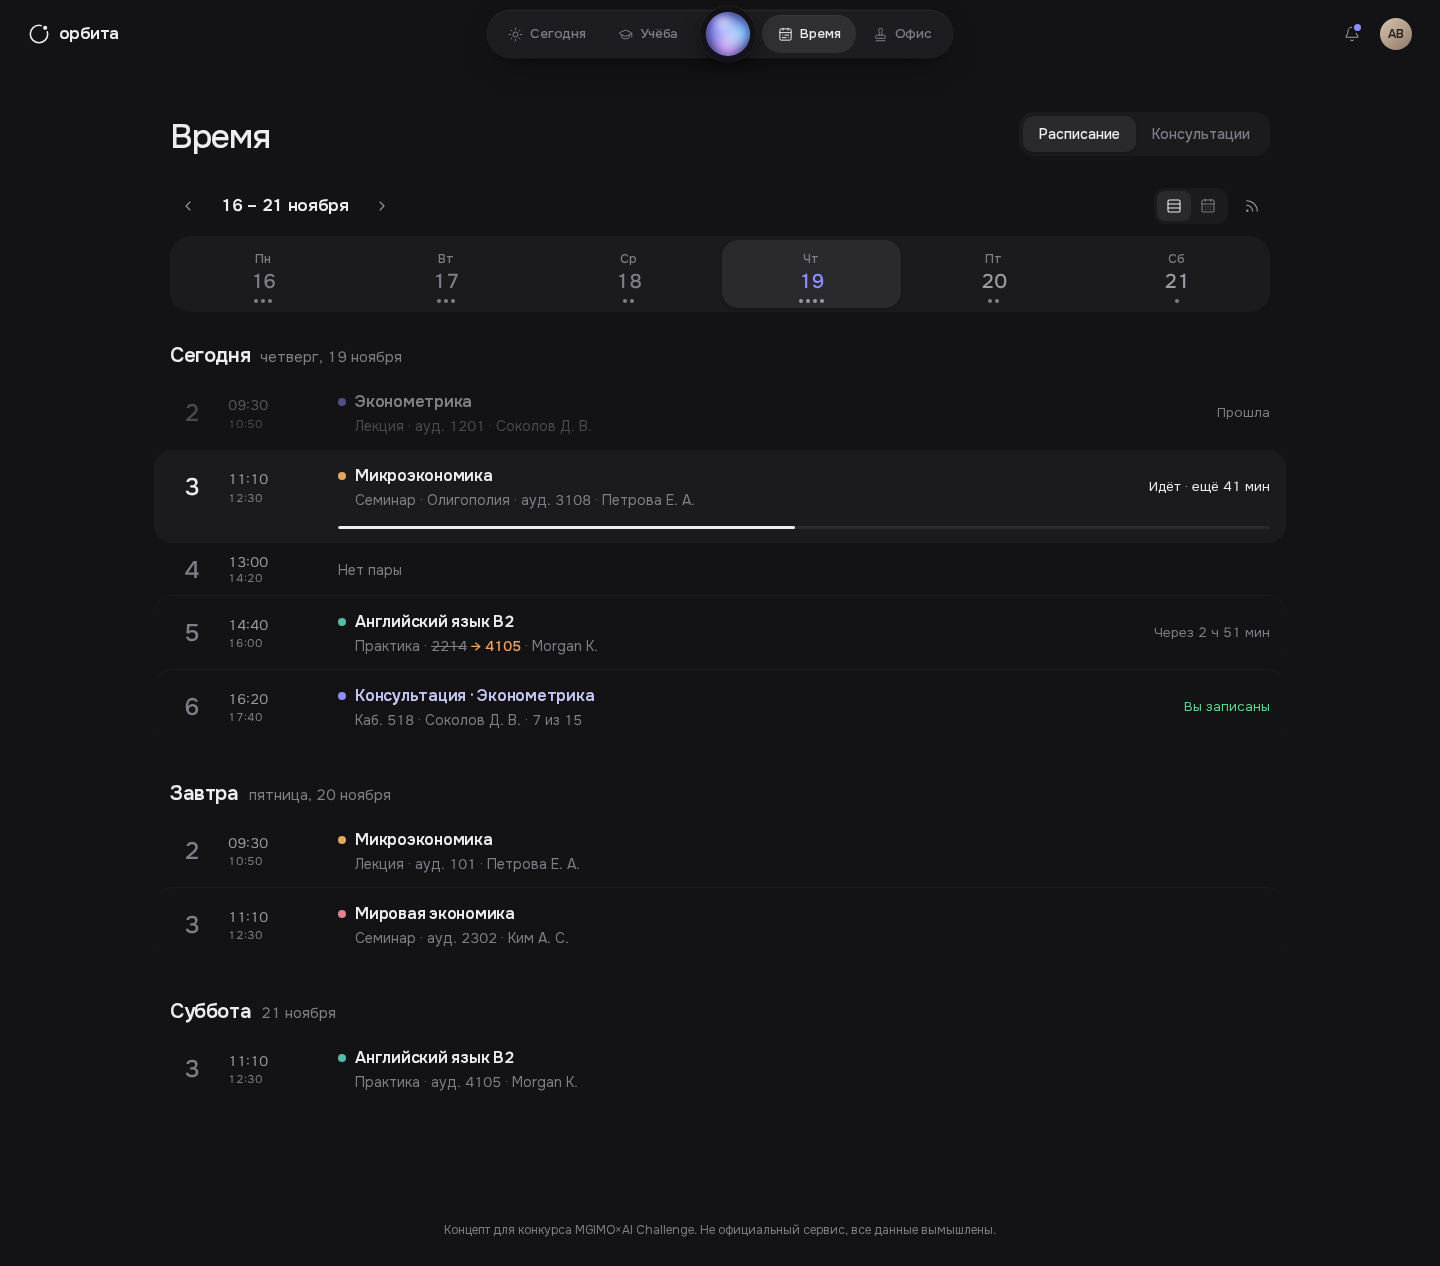 орбита
Сегодня
Учёба
Время
Офис
АВ
Время
Расписание
Консультации
16 – 21 ноября
Пн
Вт
Ср
Чт
Пт
Сб
16
17
18
19
20
21
Сегодня четверг, 19 ноября
2
09:30
10:50
Эконометрика
Лекция · ауд. 1201 · Соколов Д. В.
Прошла
3
11:10
12:30
Микроэкономика
Семинар · Олигополия · ауд. 3108 · Петрова Е. А.
Идёт · ещё 41 мин
4
13:00
14:20
Нет пары
5
14:40
16:00
Английский язык B2
Практика · 2214 → 4105 · Morgan K.
Через 2 ч 51 мин
6
16:20
17:40
Консультация · Эконометрика
Каб. 518 · Соколов Д. В. · 7 из 15
Вы записаны
Завтра пятница, 20 ноября
2
09:30
10:50
Микроэкономика
Лекция · ауд. 101 · Петрова Е. А.
3
11:10
12:30
Мировая экономика
Семинар · ауд. 2302 · Ким А. С.
Суббота 21 ноября
3
11:10
12:30
Английский язык B2
Практика · ауд. 4105 · Morgan K.
Концепт для конкурса MGIMO×AI Challenge. Не официальный сервис, все данные вымышлены.